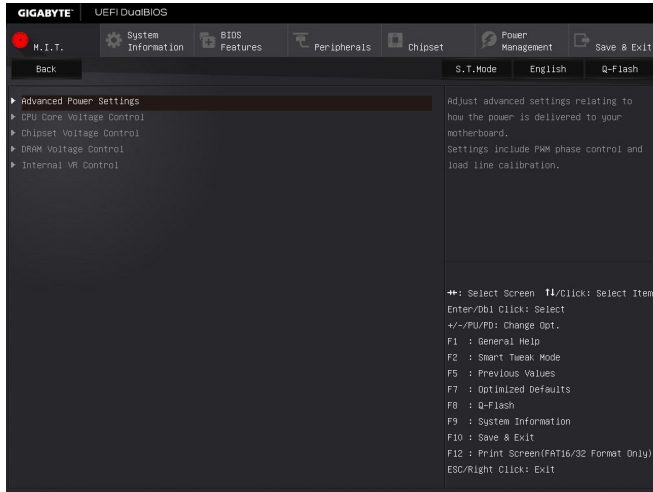 GIGABYTE™ UEFI DualBIOS
M.I.T.
System Information
BIOS Features
Peripherals
Chipset
Power Management
Save & Exit
Back
S.T.Mode English Q-Flash
Advanced Power Settings
CPU Core Voltage Control
Chipset Voltage Control
DRAM Voltage Control
Internal VR Control
Adjust advanced settings relating to
how the power is delivered to your
motherboard.
Settings include PWM phase control and
load line calibration.
→←: Select Screen ↑↓/Click: Select Item
Enter/Dbl Click: Select
+/-/PU/PD: Change Opt.
F1 : General Help
F2 : Smart Tweak Mode
F5 : Previous Values
F7 : Optimized Defaults
F8 : Q-Flash
F9 : System Information
F10 : Save & Exit
F12 : Print Screen(FAT16/32 Format Only)
ESC/Right Click: Exit